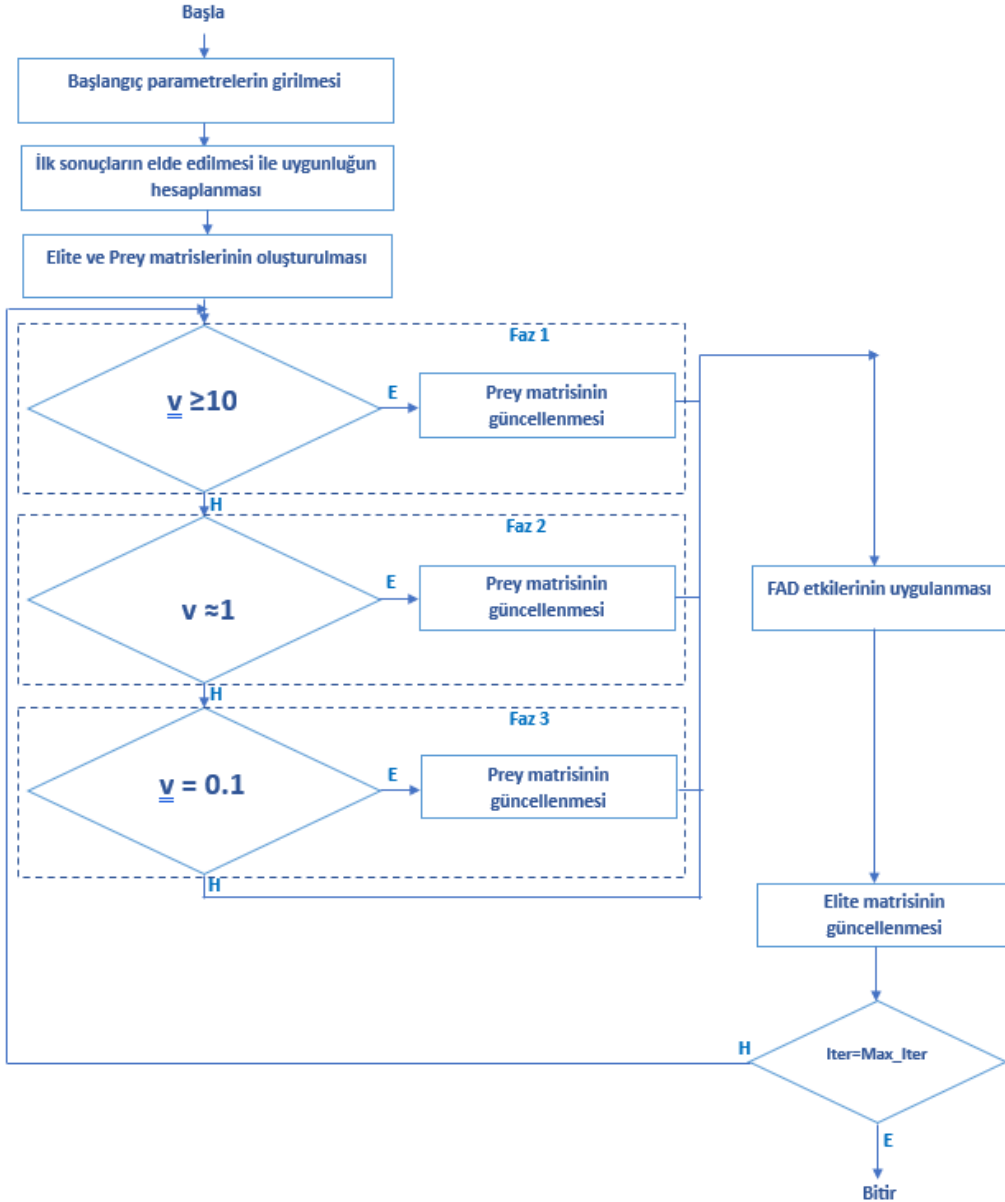 Başla
Başlangıç parametrelerin girilmesi
İlk sonuçların elde edilmesi ile uygunluğun
hesaplanması
Elite ve Prey matrislerinin oluşturulması
Faz 1
v ≥10
E
Prey matrisinin
güncellenmesi
H
Faz 2
v ≈1
E
Prey matrisinin
güncellenmesi
H
Faz 3
v = 0.1
E
Prey matrisinin
güncellenmesi
H
FAD etkilerinin uygulanması
Elite matrisinin
güncellenmesi
Iter=Max_Iter
H
E
Bitir